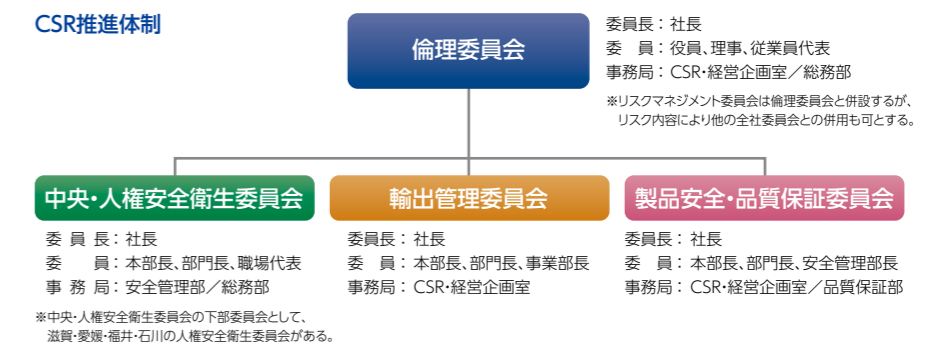 CSR推進体制
倫理委員会
委員長：社長
委　員：役員、理事、従業員代表
事務局：CSR・経営企画室／総務部
※リスクマネジメント委員会は倫理委員会と併設するが、
リスク内容により他の全社委員会との併用も可とする。
中央・人権安全衛生委員会
委 員 長：社長
委　　員：本部長、部門長、職場代表
事 務 局：安全管理部／総務部
※中央・人権安全衛生委員会の下部委員会として、
滋賀・愛媛・福井・石川の人権安全衛生委員会がある。
輸出管理委員会
委員長：社長
委　員：本部長、部門長、事業部長
事務局：CSR・経営企画室
製品安全・品質保証委員会
委員長：社長
委　員：本部長、部門長、安全管理部長
事務局：CSR・経営企画室／品質保証部